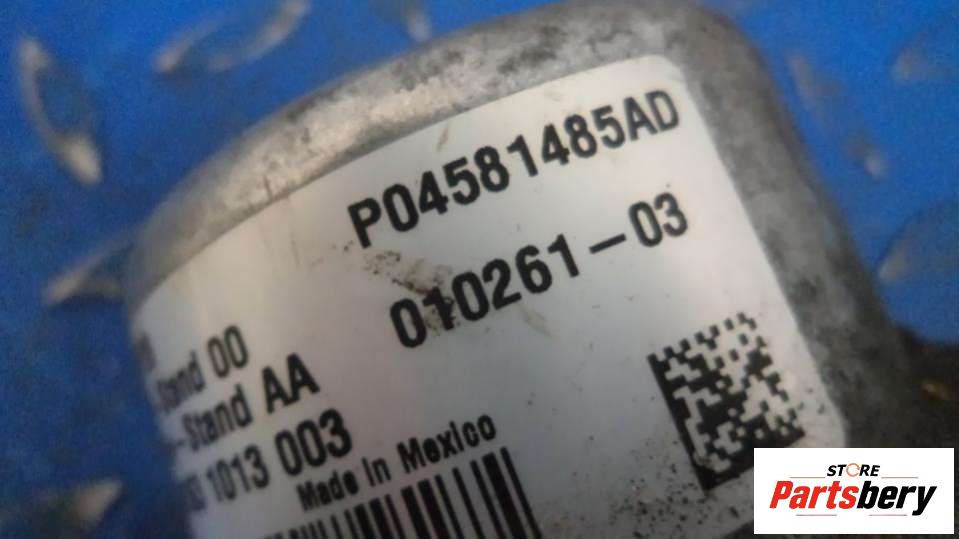 P04581485AD
010261-03
Stand 00
-Stand AA
1013 003
Made in Mexico
STORE
Partsbery